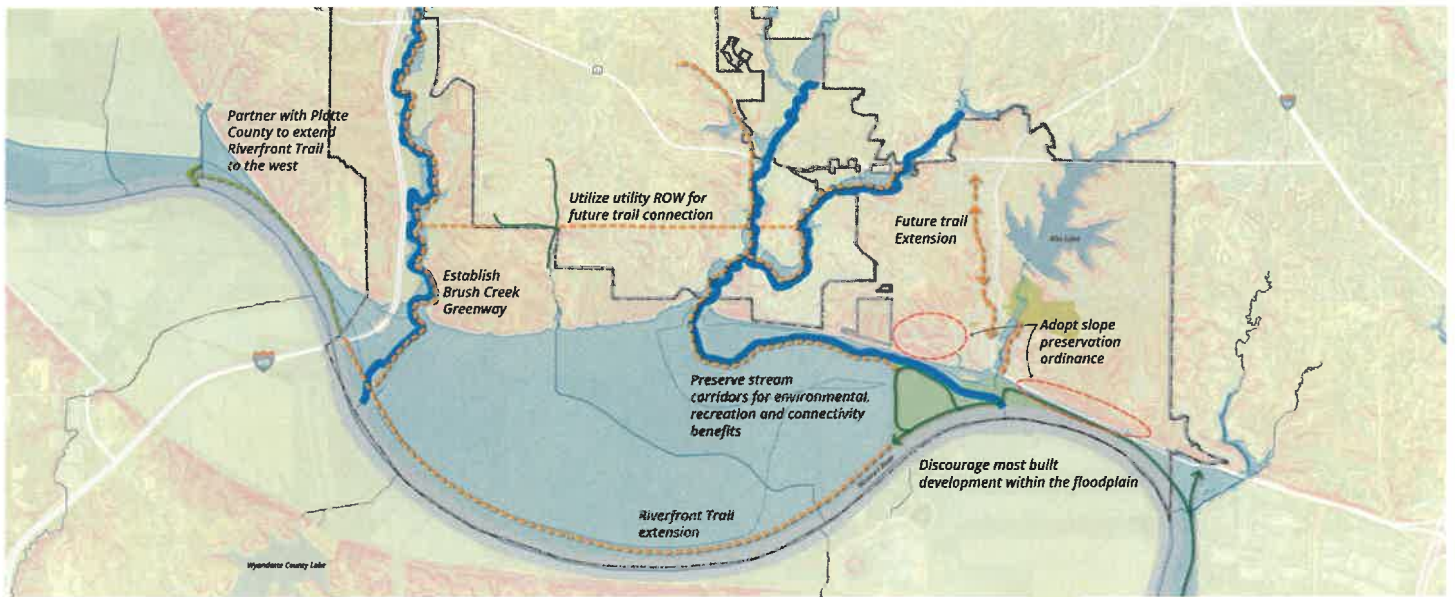 Partner with Platte
County to extend
Riverfront Trail
to the west
Utilize utility ROW for
future trail connection
Future trail
Extension
Establish
Brush Creek
Greenway
Adopt slope
preservation
ordinance
Preserve stream
corridors for environmental,
recreation and connectivity
benefits
Discourage most built
development within the floodplain
Riverfront Trail
extension
Wyandotte County Lake